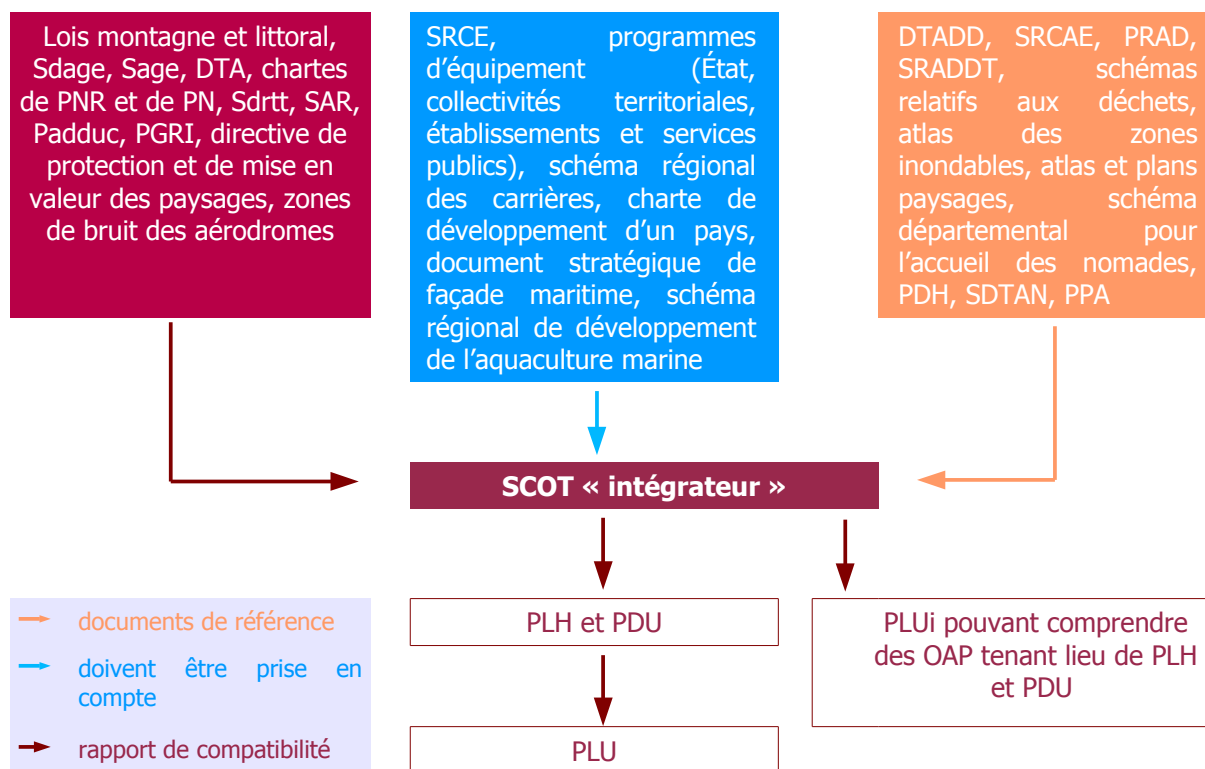 Lois montagne et littoral,
Sdage, Sage, DTA, chartes
de PNR et de PN, Sdrtt, SAR,
Padduc, PGRI, directive de
protection et de mise en
valeur des paysages, zones
de bruit des aérodromes
SRCE, programmes
d’équipement (État,
collectivités territoriales,
établissements et services
publics), schéma régional
des carrières, charte de
développement d’un pays,
document stratégique de
façade maritime, schéma
régional de développement
de l’aquaculture marine
DTADD, SRCAE, PRAD,
SRADDT, schémas
relatifs aux déchets,
atlas des zones
inondables, atlas et plans
paysages, schéma
départemental pour
l’accueil des nomades,
PDH, SDTAN, PPA
SCOT « intégrateur »
documents de référence
doivent être prise en
compte
rapport de compatibilité
PLH et PDU
PLU
PLUi pouvant comprendre
des OAP tenant lieu de PLH
et PDU